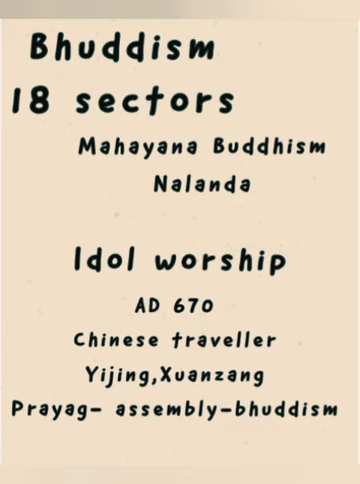 Bhuddism
18 sectors
Mahayana Buddhism
Nalanda
Idol worship
AD 670
Chinese traveller
Yijing,Xuanzang
Prayag- assembly-bhuddism